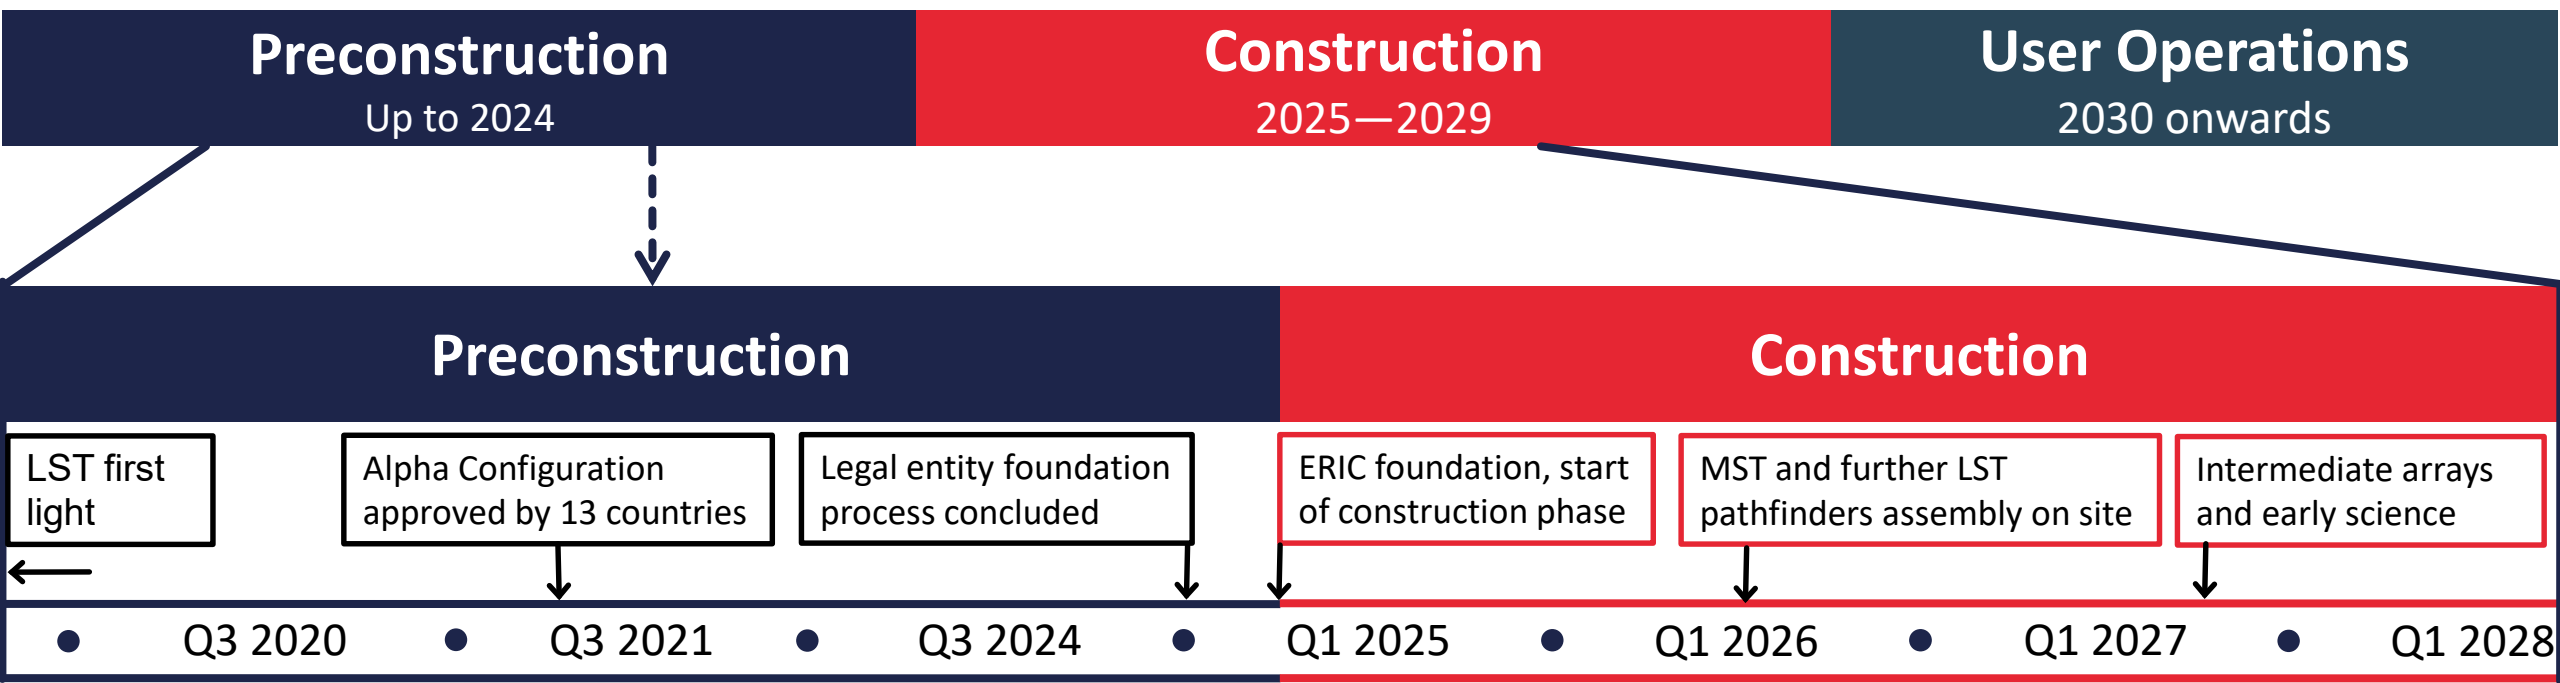 Preconstruction
Up to 2024
Construction
2025—2029
User Operations
2030 onwards
Preconstruction
Construction
LST first
light
Alpha Configuration
approved by 13 countries
Legal entity foundation
process concluded
ERIC foundation, start
of construction phase
MST and further LST
pathfinders assembly on site
Intermediate arrays
and early science
Q3 2020
Q3 2021
Q3 2024
Q1 2025
Q1 2026
Q1 2027
Q1 2028